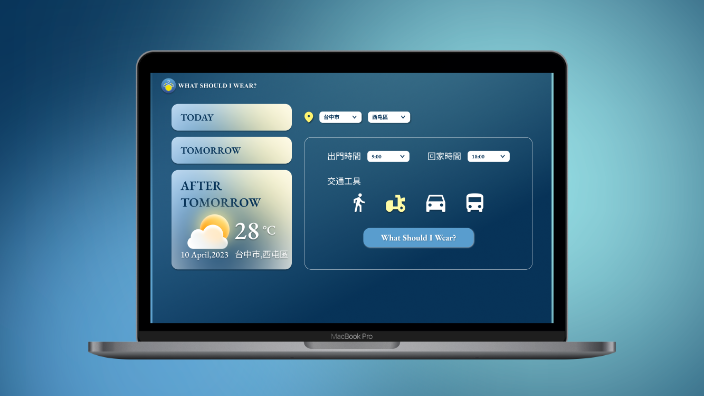 WHAT SHOULD I WEAR?
TODAY
TOMORROW
AFTER
TOMORROW
28 °C
10 April,2023 台中市,西屯區
台中市 西屯區
出門時間 9:00 回家時間 18:00
交通工具
What Should I Wear?
MacBook Pro